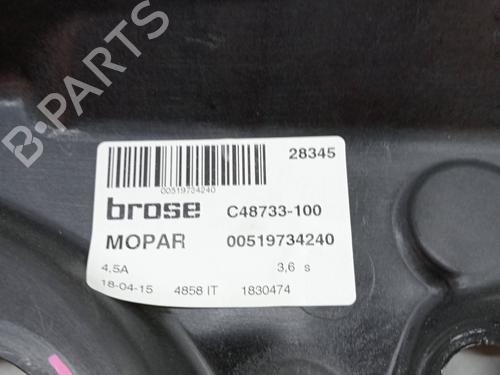 B-PARTS
28345
00519734240
brose C48733-100
MOPAR 00519734240
4,5A 3,6 s
18-04-15 4858 IT 1830474